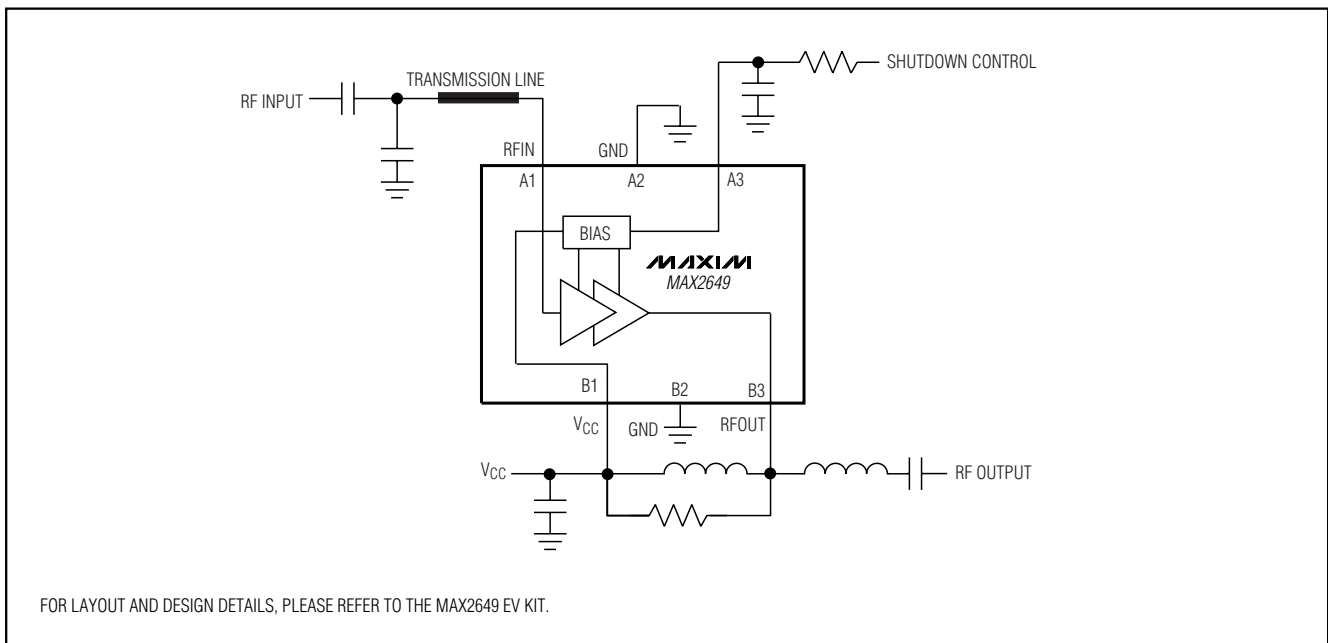 SHUTDOWN CONTROL
TRANSMISSION LINE
RF INPUT
RFIN
GND
A1
A2
A3
BIAS
MAXIM
MAX2649
B1
B2
B3
VCC
GND
RFOUT
VCC
RF OUTPUT
FOR LAYOUT AND DESIGN DETAILS, PLEASE REFER TO THE MAX2649 EV KIT.